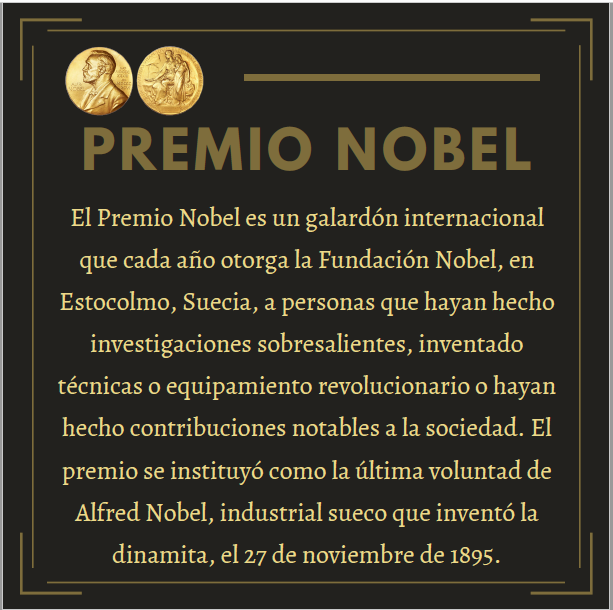 PREMIO NOBEL
El Premio Nobel es un galardón internacional
que cada año otorga la Fundación Nobel, en
Estocolmo, Suecia, a personas que hayan hecho
investigaciones sobresalientes, inventado
técnicas o equipamiento revolucionario o hayan
hecho contribuciones notables a la sociedad. El
premio se instituyó como la última voluntad de
Alfred Nobel, industrial sueco que inventó la
dinamita, el 27 de noviembre de 1895.